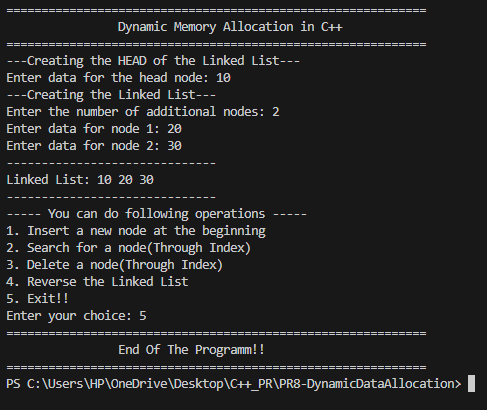 ============================================================
Dynamic Memory Allocation in C++
============================================================
---Creating the HEAD of the Linked List---
Enter data for the head node: 10
---Creating the Linked List---
Enter the number of additional nodes: 2
Enter data for node 1: 20
Enter data for node 2: 30
------------------------------
Linked List: 10 20 30
------------------------------
----- You can do following operations -----
1. Insert a new node at the beginning
2. Search for a node(Through Index)
3. Delete a node(Through Index)
4. Reverse the Linked List
5. Exit!!
Enter your choice: 5
============================================================
End Of The Programm!!
============================================================
PS C:\Users\HP\OneDrive\Desktop\C++_PR\PR8-DynamicDataAllocation>